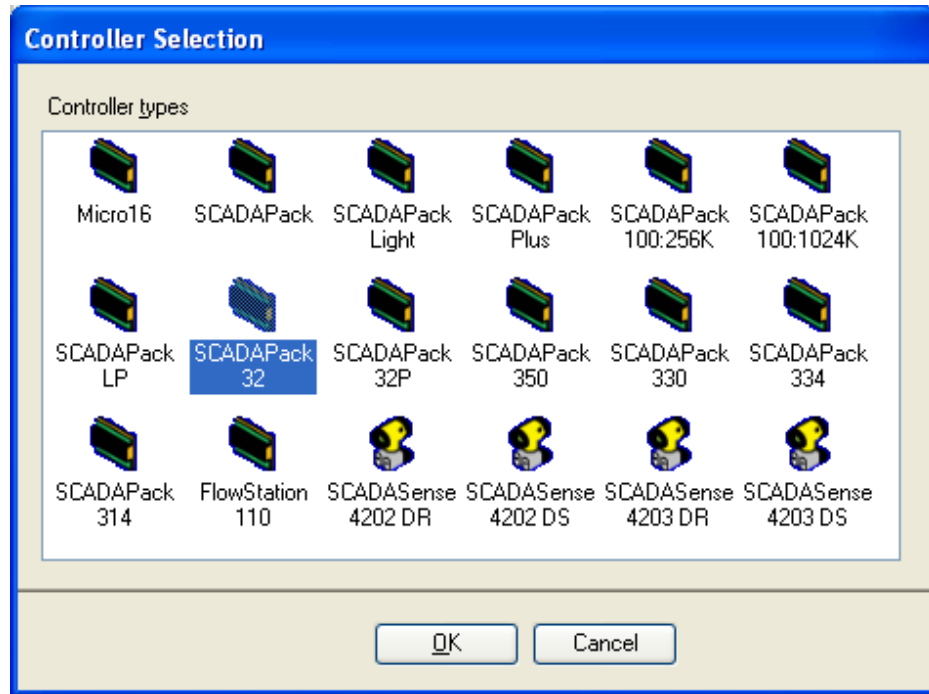 Controller Selection
Controller types
Micro16 SCADAPack SCADAPack SCADAPack SCADAPack SCADAPack
Light Plus 100:256K 100:1024K
SCADAPack SCADAPack SCADAPack SCADAPack SCADAPack SCADAPack
LP 32 32P 350 330 334
SCADAPack FlowStation SCADASense SCADASense SCADASense SCADASense
314 110 4202 DR 4202 DS 4203 DR 4203 DS
OK Cancel